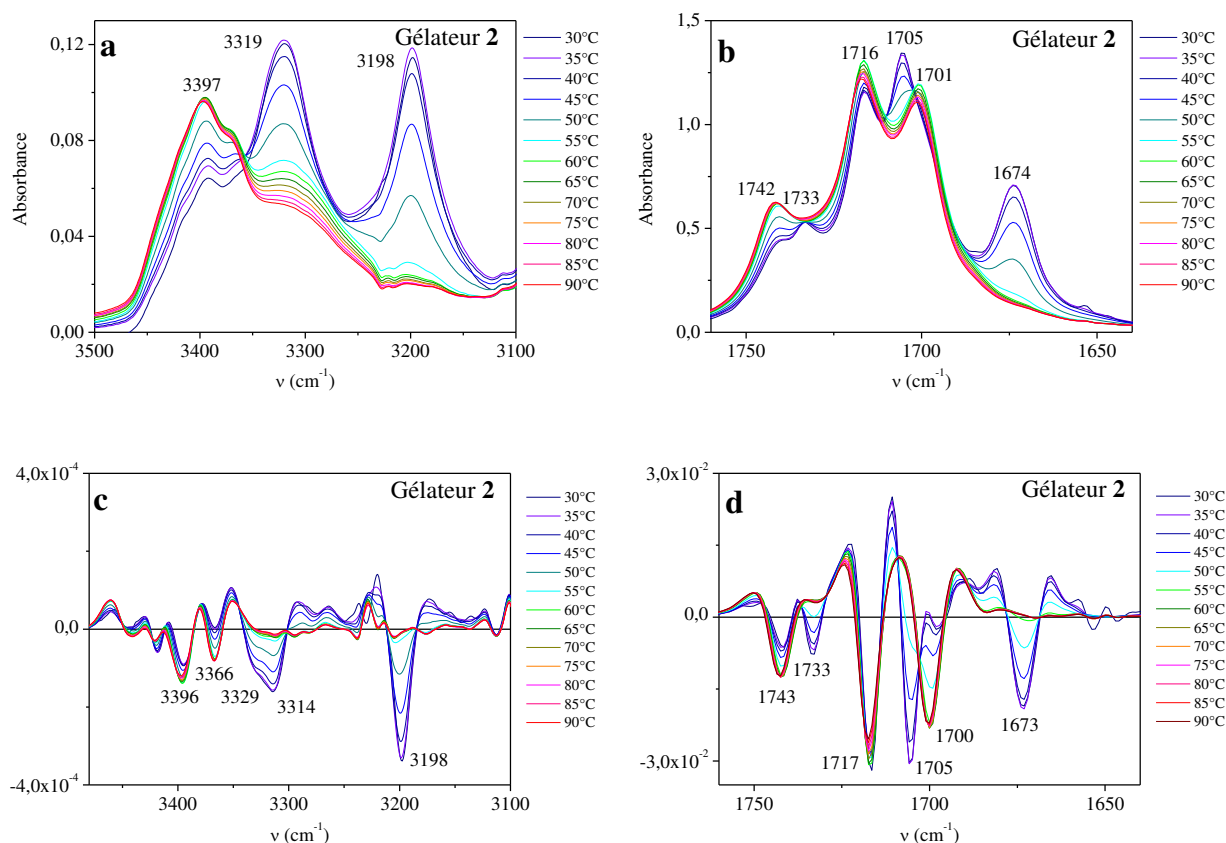 a
Gélateur 2
3319
3198
3397
0,12
0,08
0,04
0,00
Absorbance
3500
3400
3300
3200
3100
ν (cm-1)
30°C
35°C
40°C
45°C
50°C
55°C
60°C
65°C
70°C
75°C
80°C
85°C
90°C
b
Gélateur 2
1705
1716
1701
1742
1733
1674
1,5
1,0
0,5
0,0
Absorbance
1750
1700
1650
ν (cm-1)
30°C
35°C
40°C
45°C
50°C
55°C
60°C
65°C
70°C
75°C
80°C
85°C
90°C
c
Gélateur 2
4,0x10-4
0,0
-4,0x10-4
3396
3366
3329
3314
3198
3400
3300
3200
3100
ν (cm-1)
30°C
35°C
40°C
45°C
50°C
55°C
60°C
65°C
70°C
75°C
80°C
85°C
90°C
d
Gélateur 2
3,0x10-2
0,0
-3,0x10-2
1743
1733
1717
1705
1700
1673
1750
1700
1650
ν (cm-1)
30°C
35°C
40°C
45°C
50°C
55°C
60°C
65°C
70°C
75°C
80°C
85°C
90°C